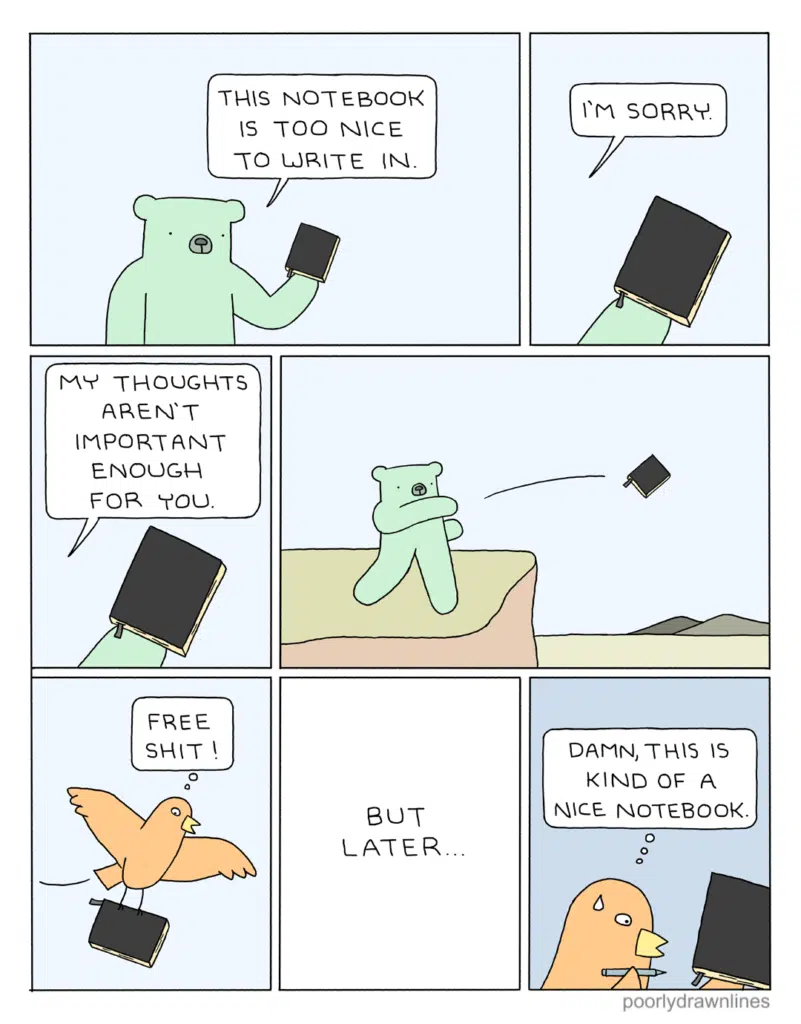 THIS NOTEBOOK
IS TOO NICE
TO WRITE IN.
I'M SORRY.
MY THOUGHTS
AREN'T
IMPORTANT
ENOUGH
FOR YOU.
FREE
SHIT!
BUT
LATER...
DAMN, THIS IS
KIND OF A
NICE NOTEBOOK.
poorlydrawnlines